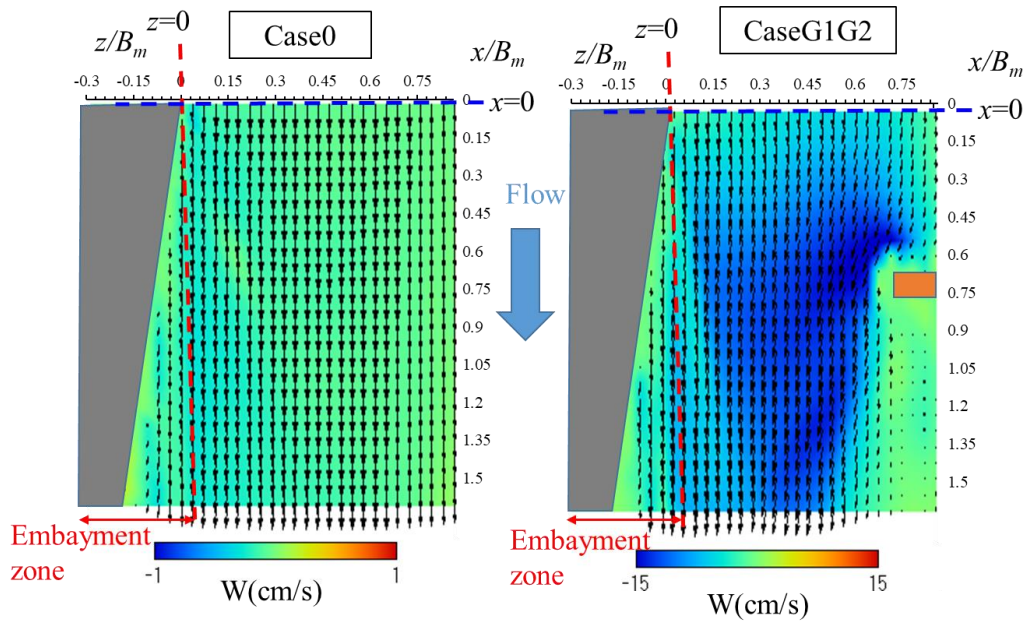 z=0
Case0
z/Bm
x/Bm
-0.3 -0.15 0 0.15 0.3 0.45 0.6 0.75
0
x=0
0.15
0.3
0.45
0.6
0.75
0.9
1.05
1.2
1.35
1.5
Embayment
zone
-1
1
W(cm/s)
Flow
CaseG1G2
z=0
z/Bm
x/Bm
-0.3 -0.15 0 0.15 0.3 0.45 0.6 0.75
0
x=0
0.15
0.3
0.45
0.6
0.75
0.9
1.05
1.2
1.35
1.5
Embayment
zone
-15
15
W(cm/s)